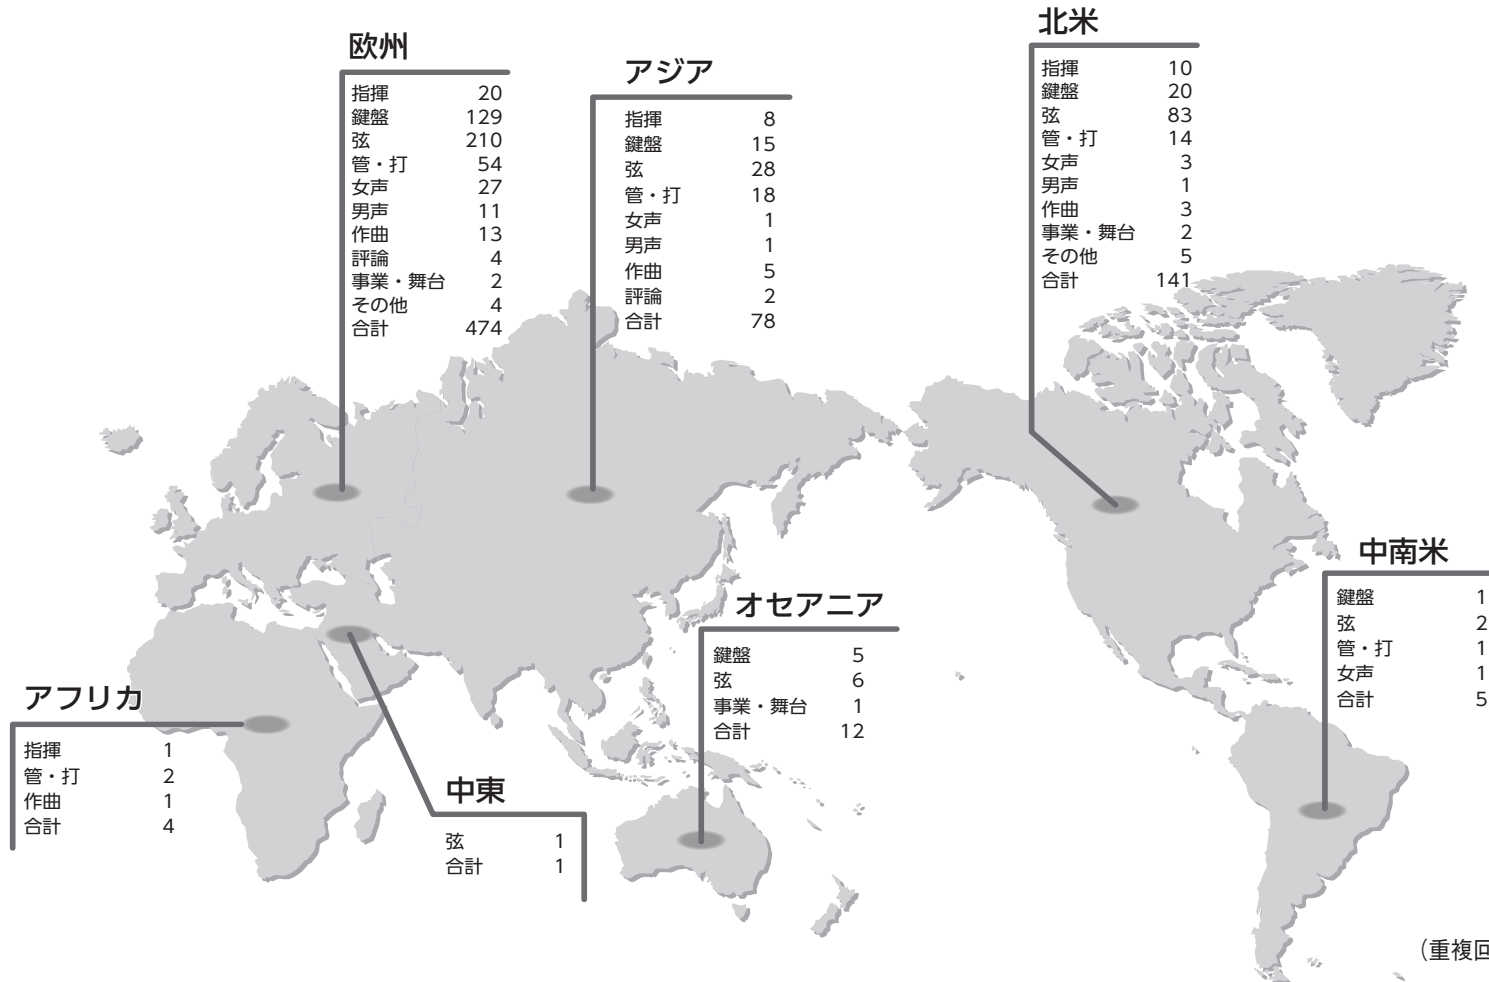 欧州
指揮 20
鍵盤 129
弦 210
管・打 54
女声 27
男声 11
作曲 13
評論 4
事業・舞台 2
その他 4
合計 474
アジア
指揮 8
鍵盤 15
弦 28
管・打 18
女声 1
男声 1
作曲 5
評論 2
合計 78
北米
指揮 10
鍵盤 20
弦 83
管・打 14
女声 3
男声 1
作曲 3
事業・舞台 2
その他 5
合計 141
中南米
鍵盤 1
弦 2
管・打 1
女声 1
合計 5
オセアニア
鍵盤 5
弦 6
事業・舞台 1
合計 12
アフリカ
指揮 1
管・打 2
作曲 1
合計 4
中東
弦 1
合計 1
（重複回